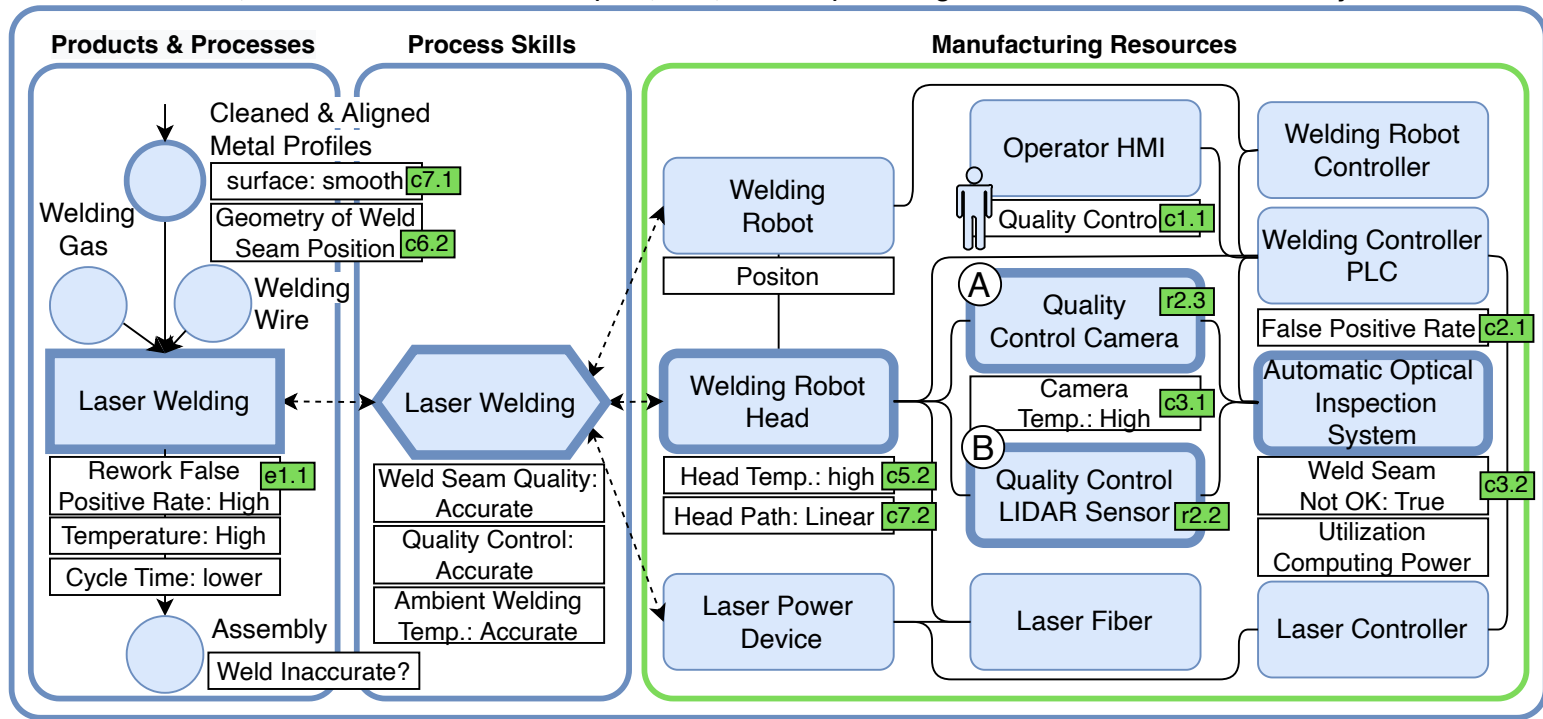 Products & Processes
Process Skills
Manufacturing Resources
Cleaned & Aligned
Metal Profiles
surface: smooth
c7.1
Geometry of Weld
Seam Position
c6.2
Welding
Gas
Welding
Wire
Laser Welding
Rework False
Positive Rate: High
e1.1
Temperature: High
Cycle Time: lower
Assembly
Weld Inaccurate?
Laser Welding
Weld Seam Quality:
Accurate
Quality Control:
Accurate
Ambient Welding
Temp.: Accurate
Welding
Robot
Positon
Welding Robot
Head
Head Temp.: high
c5.2
Head Path: Linear
c7.2
Laser Power
Device
Operator HMI
Quality Contro
c1.1
A
Quality
Control Camera
r2.3
Camera
Temp.: High
c3.1
B
Quality Control
LIDAR Sensor
r2.2
Laser Fiber
Welding Robot
Controller
Welding Controller
PLC
False Positive Rate
c2.1
Automatic Optical
Inspection
System
Weld Seam
Not OK: True
c3.2
Utilization
Computing Power
Laser Controller